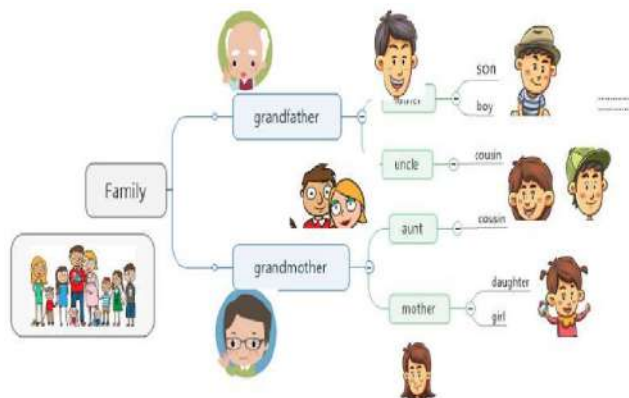 son
grandfather
boy
uncle
cousin
Family
aunt
cousin
grandmother
daughter
mother
girl